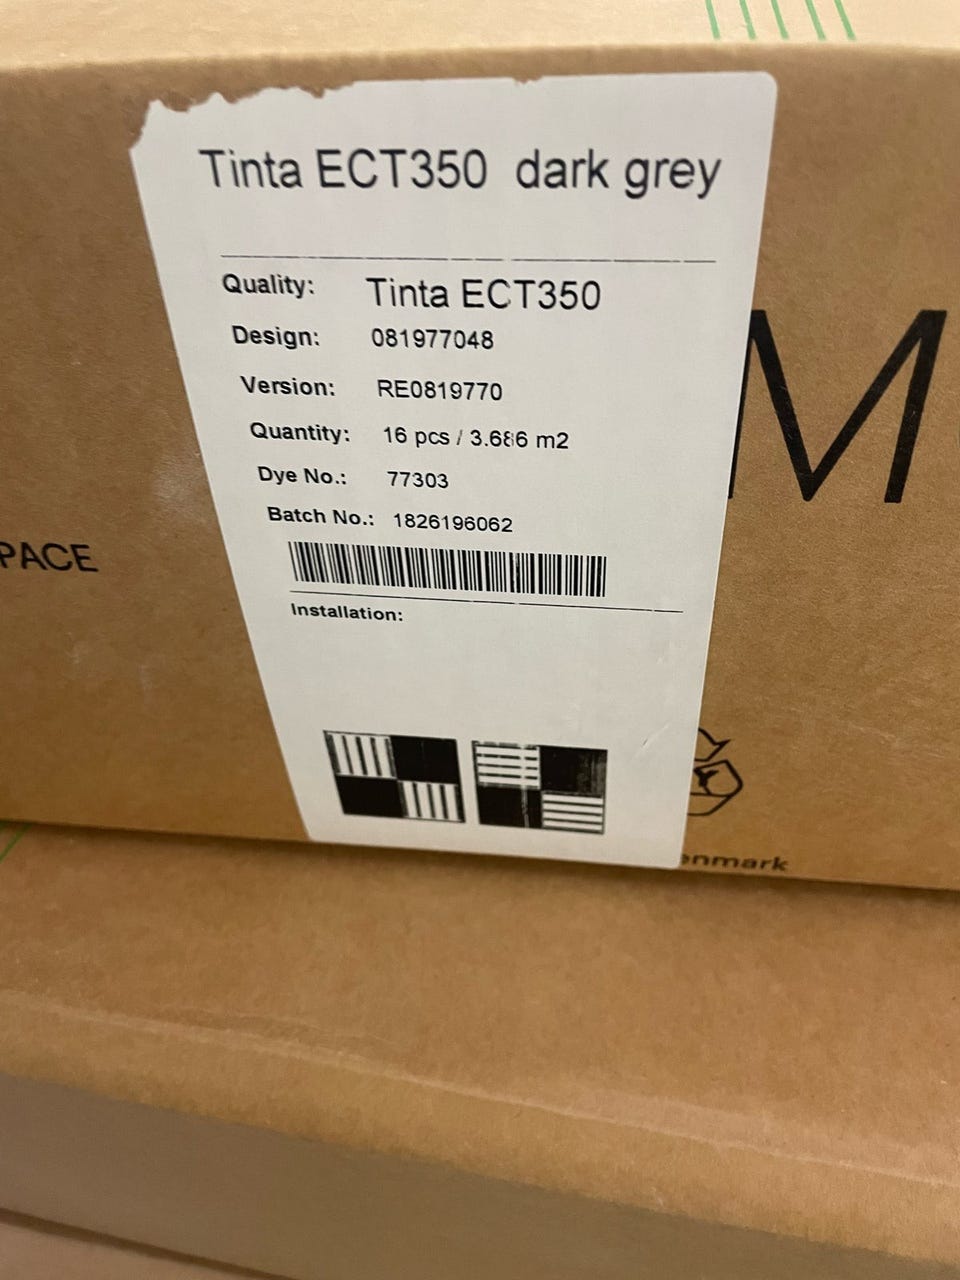 Tinta ECT350 dark grey
Quality: Tinta ECT350
Design: 081977048
Version: RE0819770
Quantity: 16 pcs / 3.686 m2
Dye No.: 77303
Batch No.: 1826196062
Installation:
M
PACE
enmark